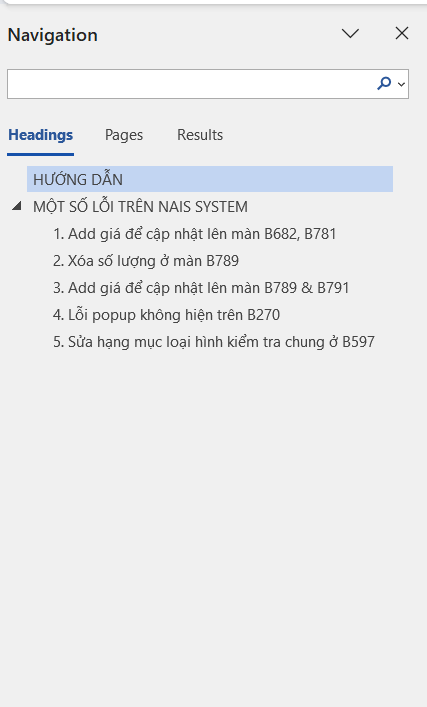 Navigation
Headings
Pages
Results
HƯỚNG DẪN
MỘT SỐ LỖI TRÊN NAIS SYSTEM
1. Add giá để cập nhật lên màn B682, B781
2. Xóa số lượng ở màn B789
3. Add giá để cập nhật lên màn B789 & B791
4. Lỗi popup không hiện trên B270
5. Sửa hạng mục loại hình kiểm tra chung ở B597